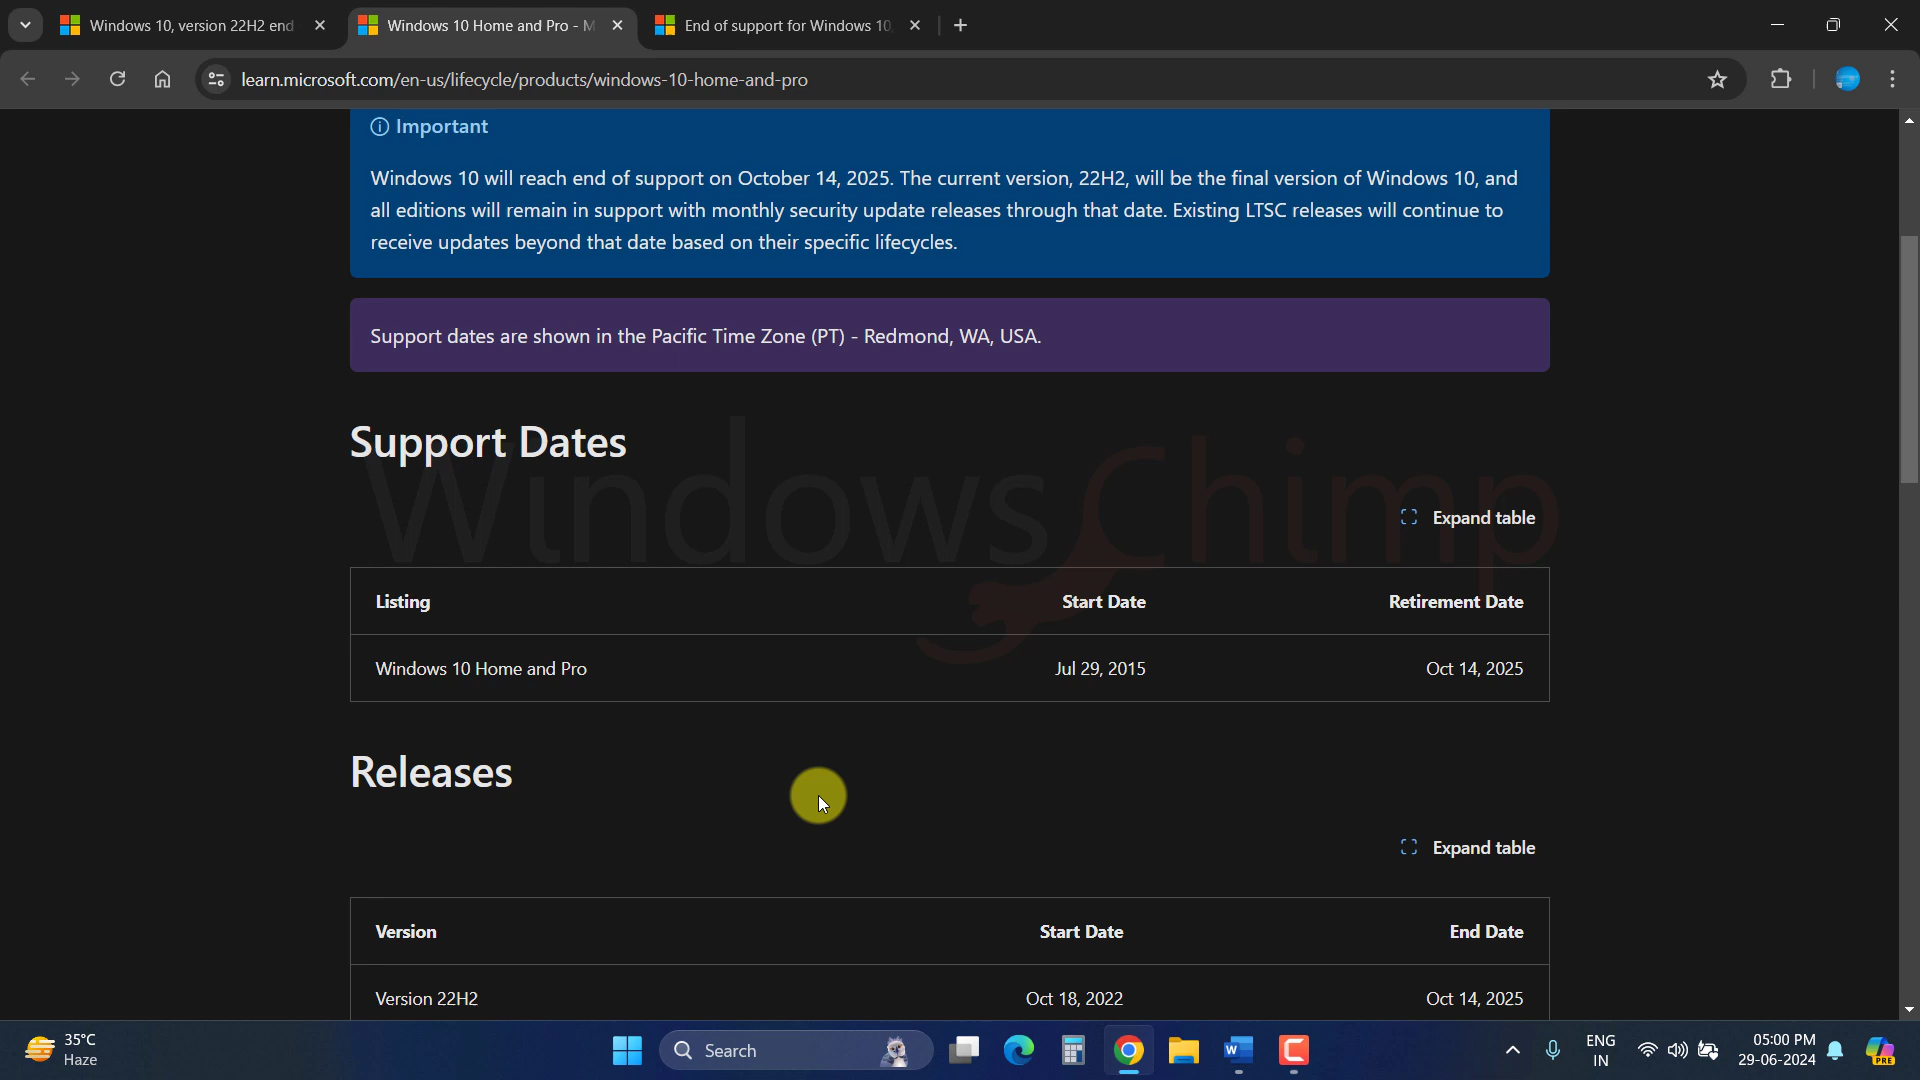 Windows 10, version 22H2 end
Windows 10 Home and Pro - M
End of support for Windows 10,
learn.microsoft.com/en-us/lifecycle/products/windows-10-home-and-pro
Important
Windows 10 will reach end of support on October 14, 2025. The current version, 22H2, will be the final version of Windows 10, and
all editions will remain in support with monthly security update releases through that date. Existing LTSC releases will continue to
receive updates beyond that date based on their specific lifecycles.
Support dates are shown in the Pacific Time Zone (PT) - Redmond, WA, USA.
Support Dates
WindowsChimp
Expand table
Listing Start Date Retirement Date
Windows 10 Home and Pro Jul 29, 2015 Oct 14, 2025
Releases
Expand table
Version Start Date End Date
Version 22H2 Oct 18, 2022 Oct 14, 2025
35°C
Haze
Search
W
C
ENG
IN
05:00 PM
29-06-2024
PRE